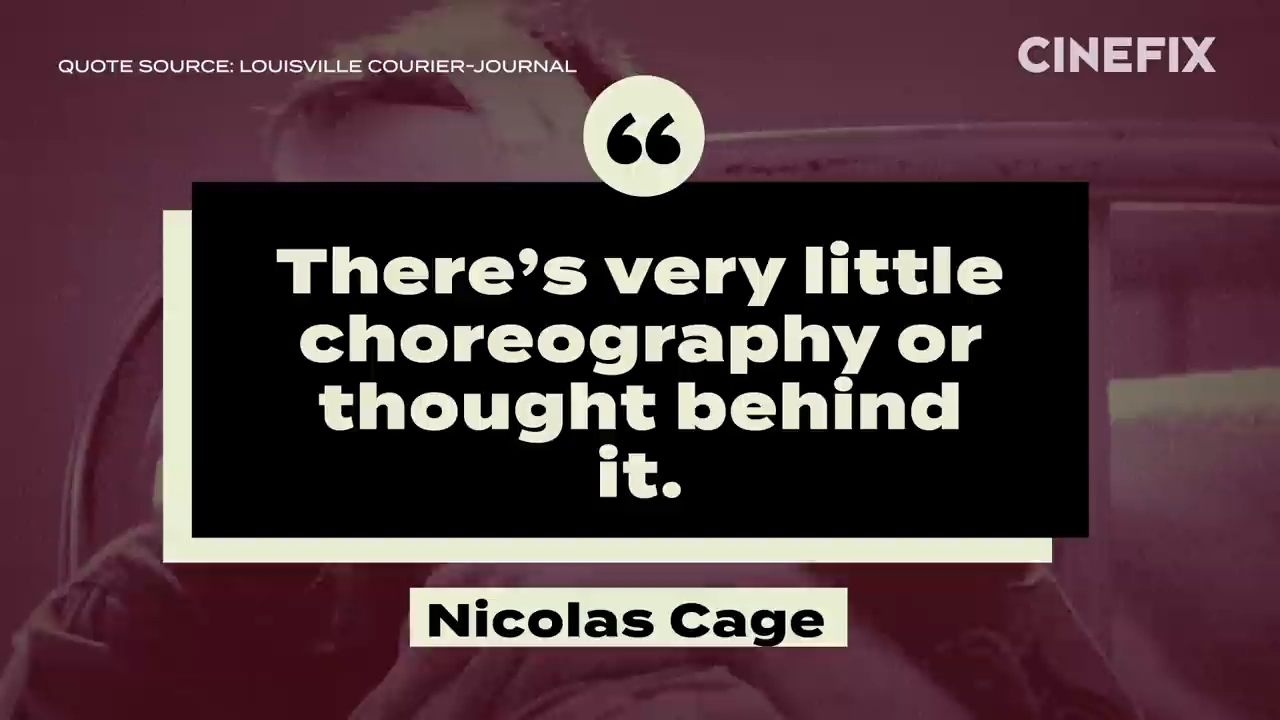 QUOTE SOURCE: LOUISVILLE COURIER-JOURNAL
CINEFIX
“
There’s very little
choreography or
thought behind
it.
Nicolas Cage